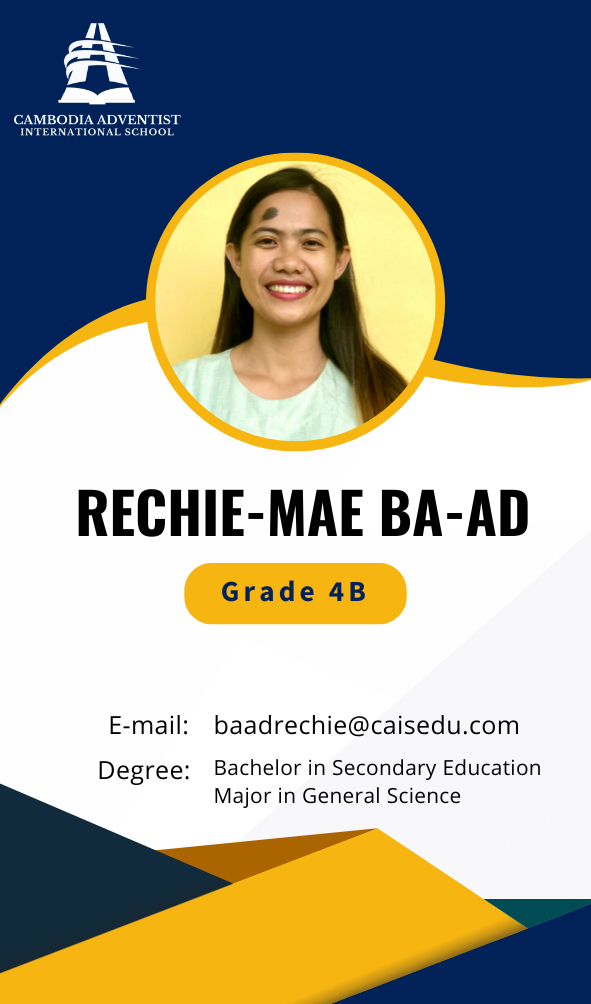 CAMBODIA ADVENTIST
INTERNATIONAL SCHOOL
RECHIE-MAE BA-AD
Grade 4B
E-mail: baadrechie@caisedu.com
Degree: Bachelor in Secondary Education
Major in General Science